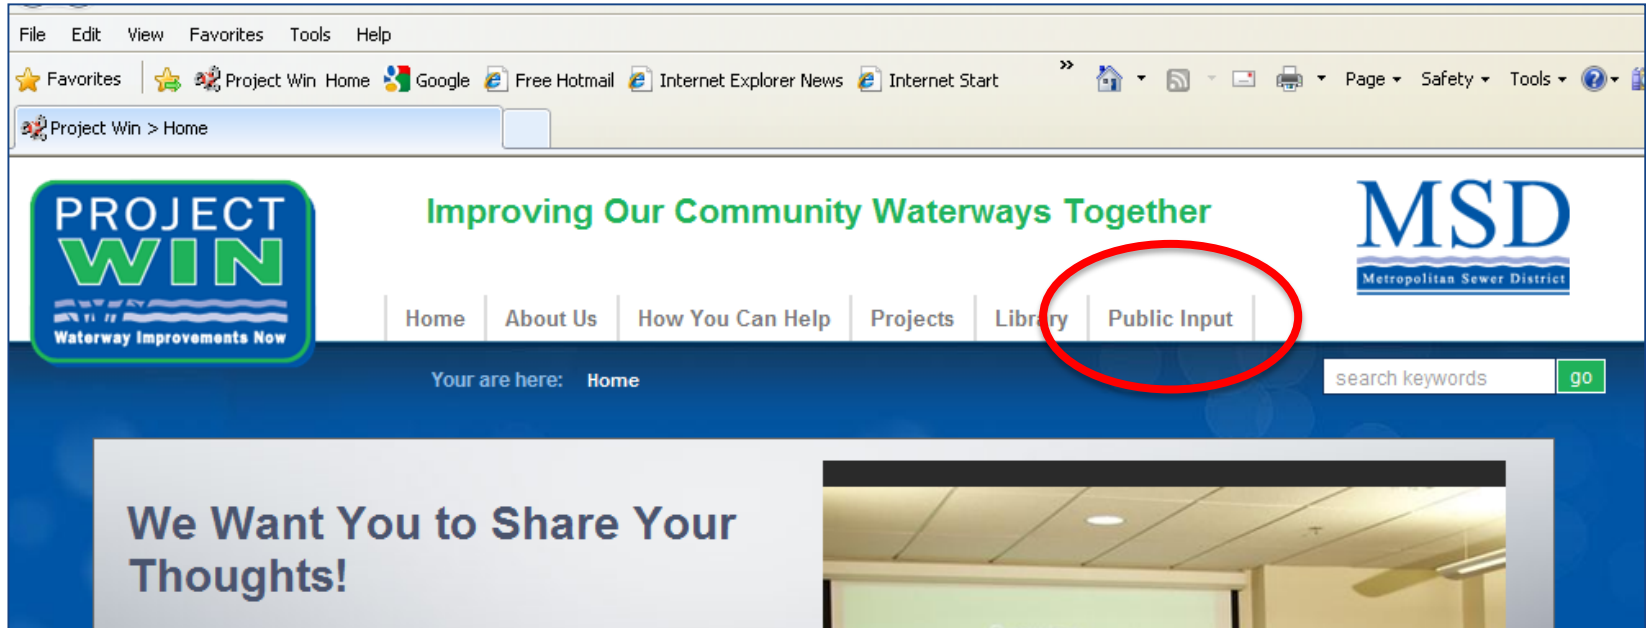 File Edit View Favorites Tools Help
Favorites Project Win Home Google Free Hotmail Internet Explorer News Internet Start » Page Safety Tools
Project Win > Home
PROJECT
WIN
Waterway Improvements Now
Improving Our Community Waterways Together
MSD
Metropolitan Sewer District
Home About Us How You Can Help Projects Library Public Input
Your are here: Home
search keywords go
We Want You to Share Your
Thoughts!